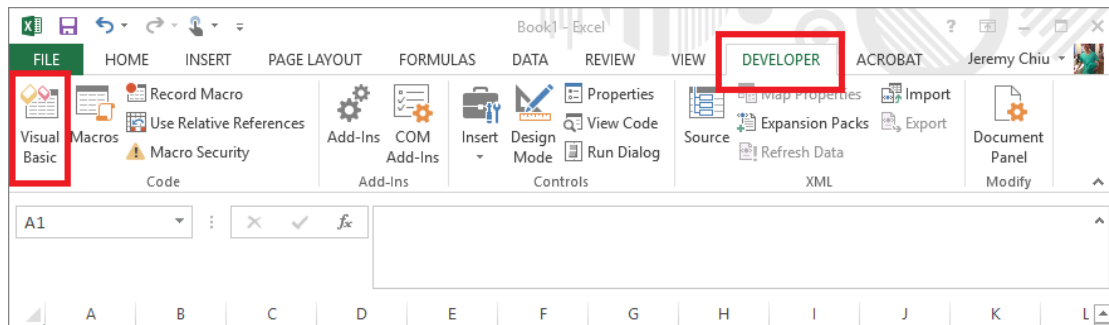 Book1 - Excel ?
FILE HOME INSERT PAGE LAYOUT FORMULAS DATA REVIEW VIEW DEVELOPER ACROBAT Jeremy Chiu
Record Macro Properties Map Properties Import
Use Relative References View Code Expansion Packs Export
Visual Basic Macros Add-Ins COM Add-Ins Insert Design Mode Source Document Panel
Macro Security Run Dialog Refresh Data
Code Add-Ins Controls XML Modify
A1 fx
A B C D E F G H I J K L